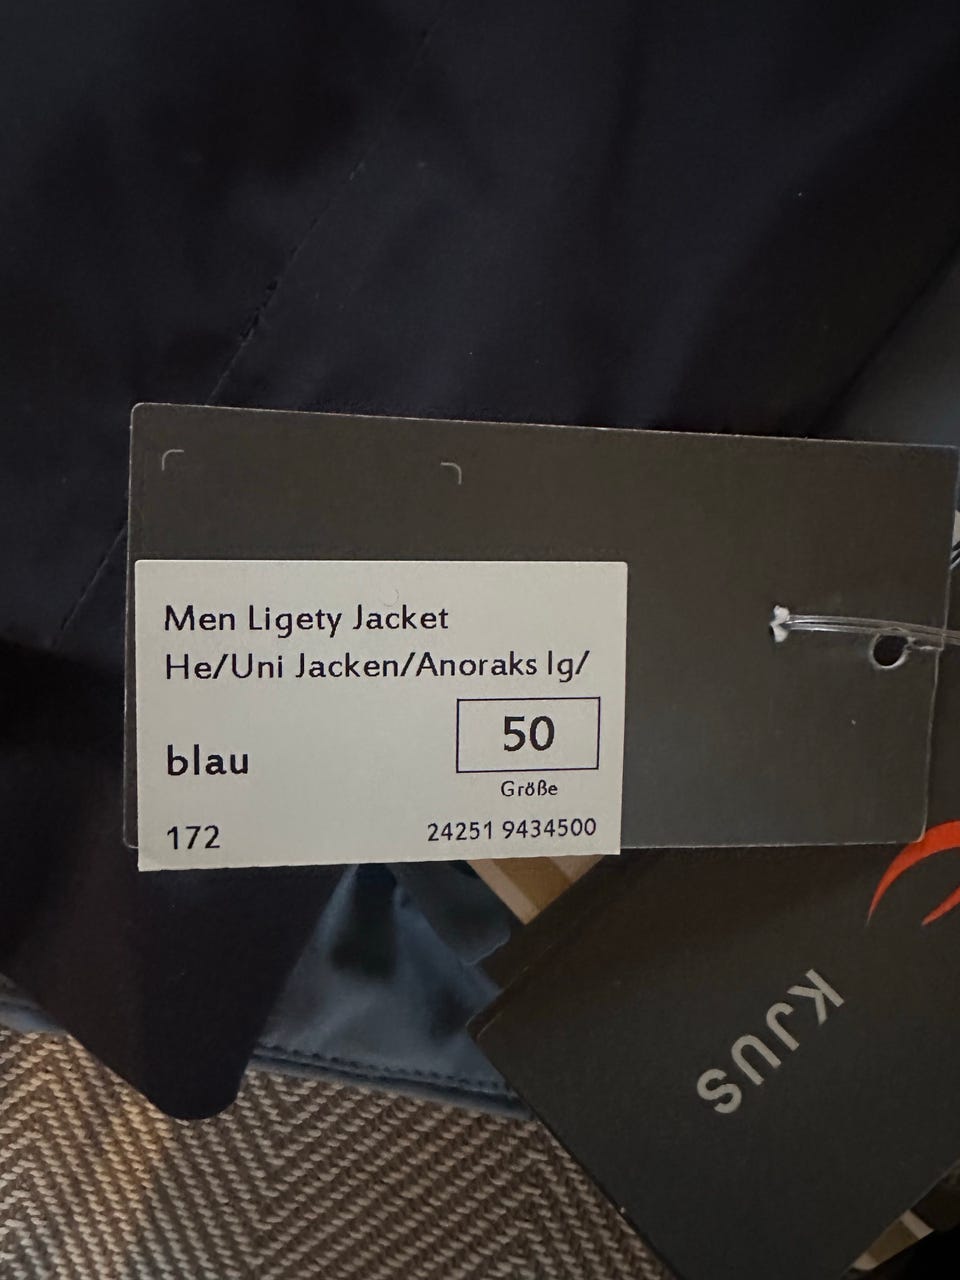 Men Ligety Jacket
He/Uni Jacken/Anoraks lg/
50
blau
Größe
172
24251 9434500
KJUS